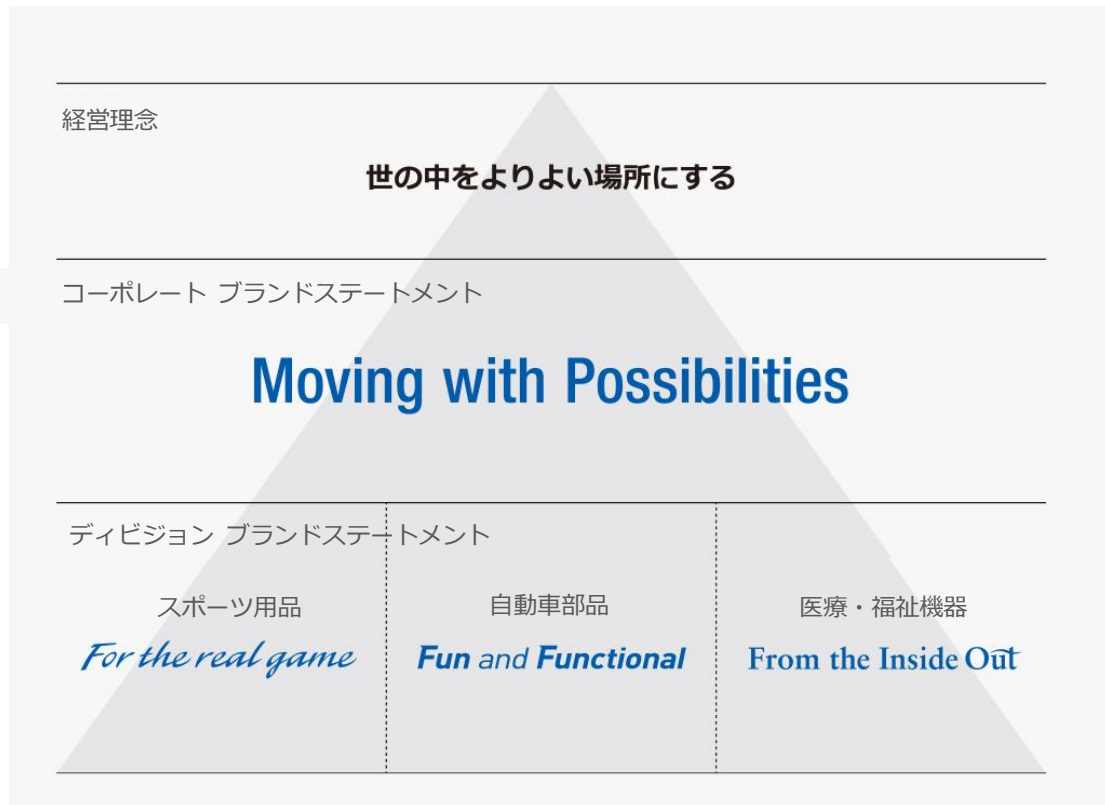 経営理念
世の中をよりよい場所にする
コーポレート ブランドステートメント
Moving with Possibilities
ディビジョン ブランドステートメント
スポーツ用品
For the real game
自動車部品
Fun and Functional
医療・福祉機器
From the Inside Out